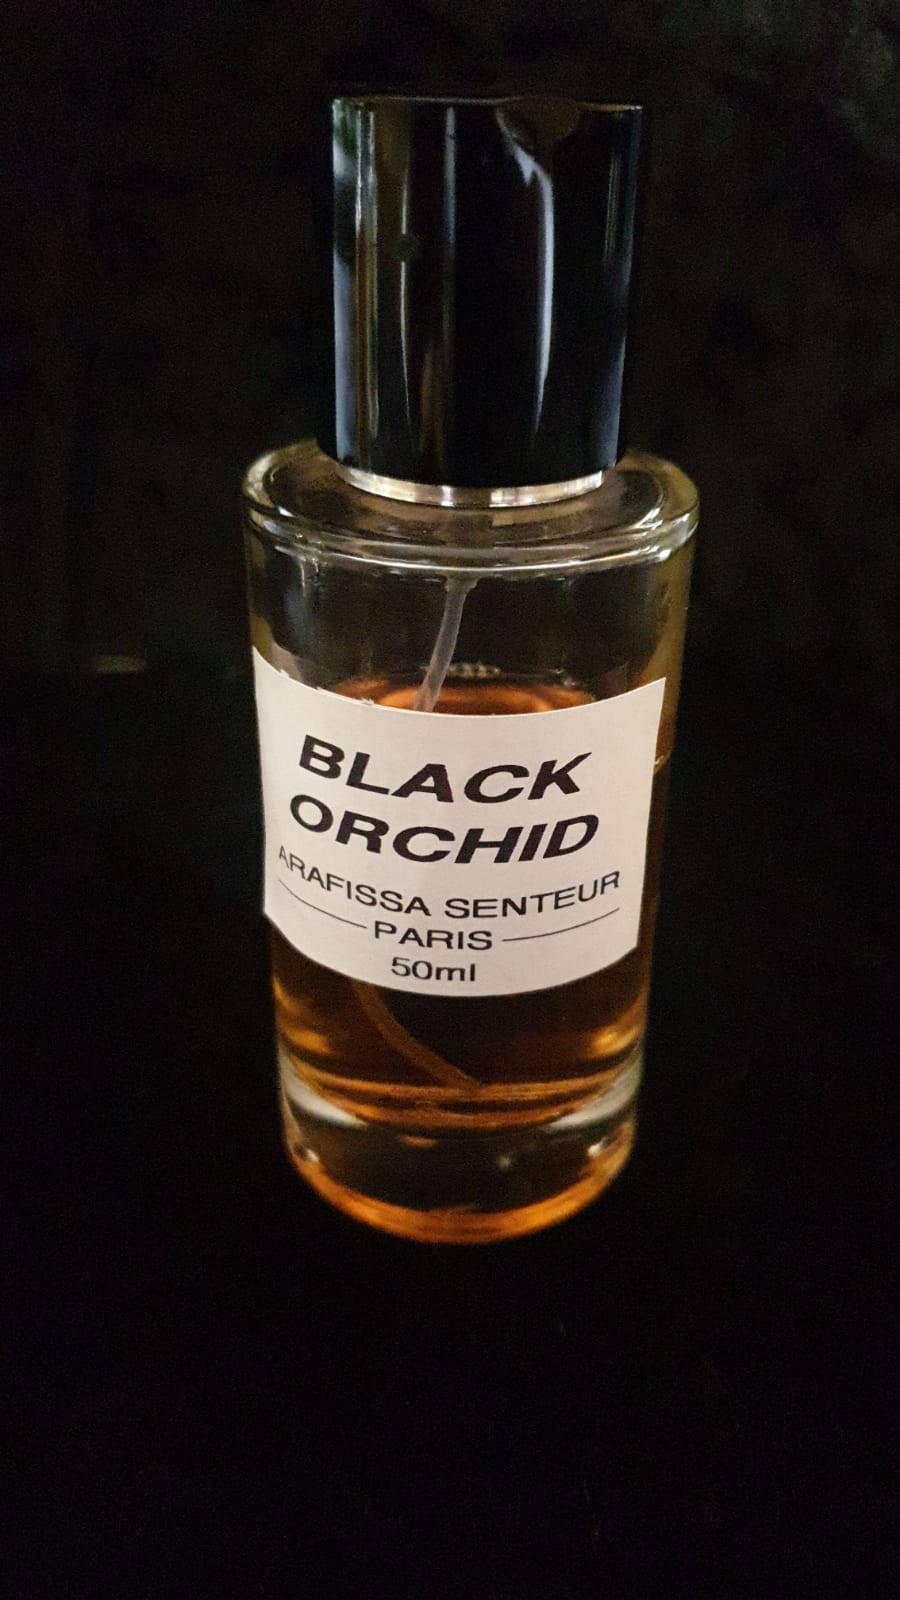 BLACK
ORCHID
ARAFISSA SENTEUR
PARIS
50ml